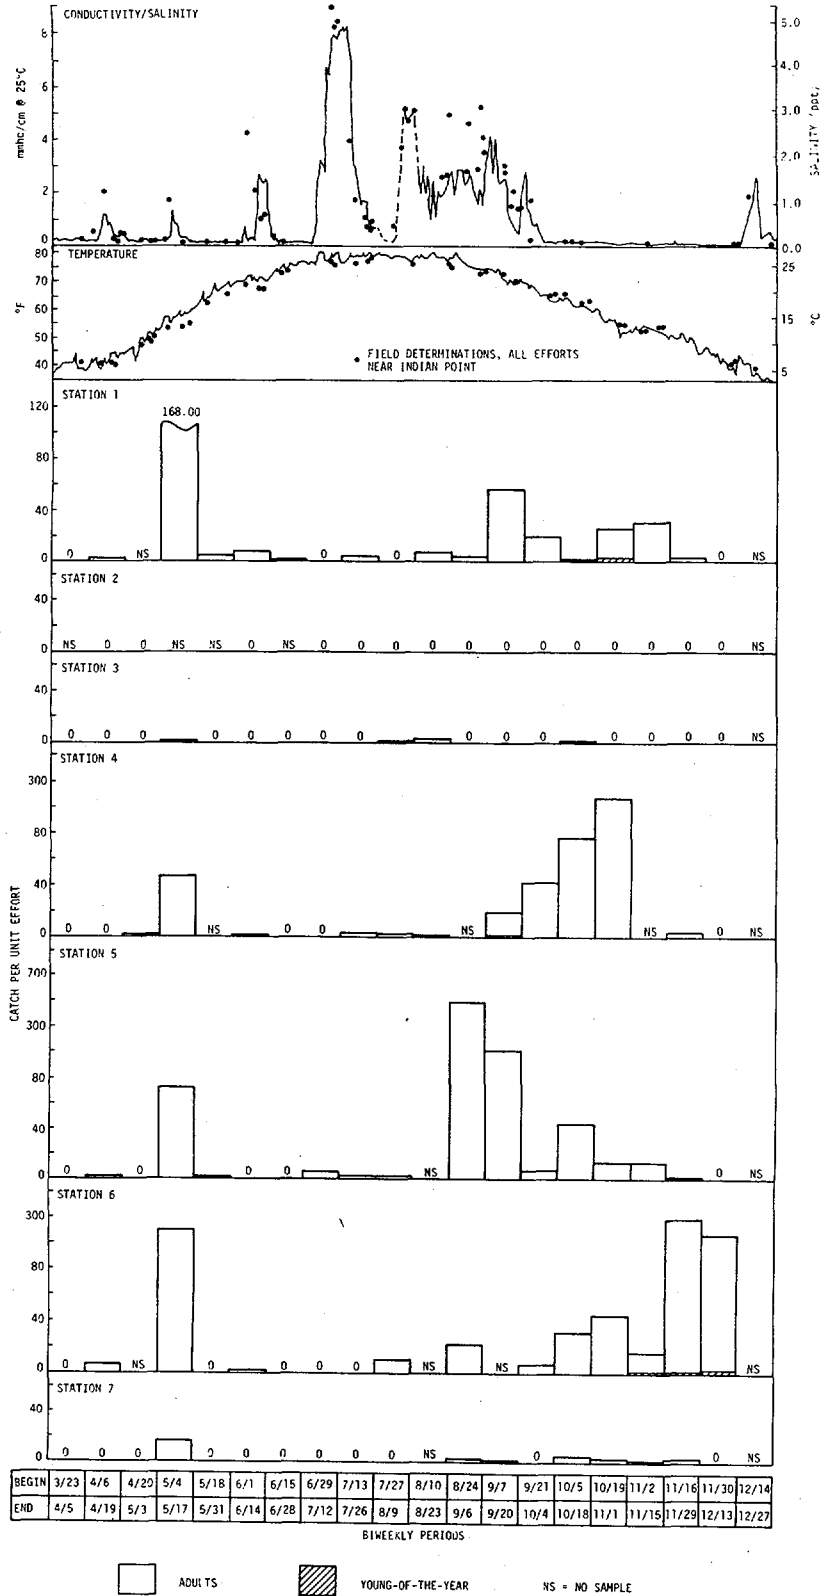 CONDUCTIVITY/SALINITY
8
6
4
2
0
mmhc/cm @ 25°C
5.0
4.0
3.0
2.0
1.0
0.0
TEMPERATURE
80
70
60
50
40
°F
25
15
5
°C
FIELD DETERMINATIONS, ALL EFFORTS
NEAR INDIAN POINT
CATCH PER UNIT EFFORT
STATION 1
120
80
40
0
168.00
0 NS 0 0 0 NS
STATION 2
40
0
NS 0 0 NS NS 0 NS 0 0 0 0 0 0 0 0 0 0 0 0 NS
STATION 3
40
0
0 0 0 0 0 0 0 0 0 0 0 0 0 0 0 NS
STATION 4
300
80
40
0
0 0 NS 0 0 NS NS 0 NS
STATION 5
700
300
80
40
0
0 0 0 0 NS 0 NS
STATION 6
300
80
40
0
0 NS 0 0 0 0 NS NS NS
STATION 7
40
0
0 0 0 0 0 0 0 0 0 NS 0 0 NS
BEGIN 3/23 4/6 4/20 5/4 5/18 6/1 6/15 6/29 7/13 7/27 8/10 8/24 9/7 9/21 10/5 10/19 11/2 11/16 11/30 12/14
END 4/5 4/19 5/3 5/17 5/31 6/14 6/28 7/12 7/26 8/9 8/23 9/6 9/20 10/4 10/18 11/1 11/15 11/29 12/13 12/27
BIWEEKLY PERIODS
ADULTS
YOUNG-OF-THE-YEAR
NS = NO SAMPLE